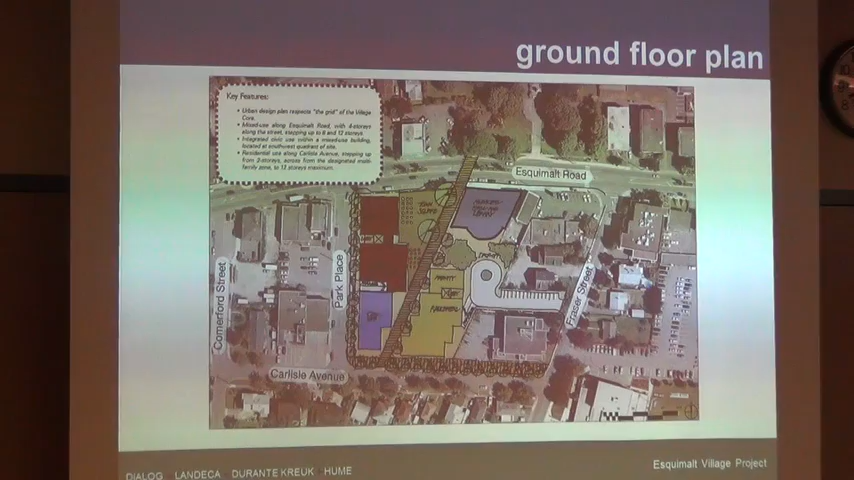 ground floor plan
Key Features:
• Urban design plan respects "the grid" of the Village
Core.
• Mixed-use along Esquimalt Road, with 4-storeys
along the street, stepping up to 8 and 12 storeys.
• Integrated civic use within a mixed-use building,
located at southwest quadrant of site.
• Residential use along Carlisle Avenue, stepping up
from 3-storeys, across from the designated multi-
family zone, to 12 storeys maximum.
Esquimalt Road
Comerford Street
Park Place
Fraser Street
Carlisle Avenue
DIALOG LANDECA DURANTE KREUK HUME
Esquimalt Village Project